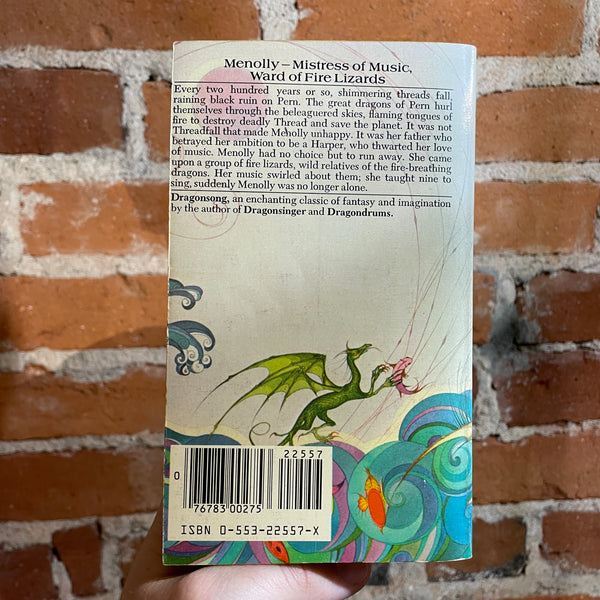 Menolly – Mistress of Music,
Ward of Fire Lizards
Every two hundred years or so, shimmering threads fall,
raining black ruin on Pern. The great dragons of Pern hurl
themselves through the beleaguered skies, flaming tongues of
fire to destroy deadly Thread and save the planet. It was not
Threadfall that made Menolly unhappy. It was her father who
betrayed her ambition to be a Harper, who thwarted her love
of music. Menolly had no choice but to run away. She came
upon a group of fire lizards, wild relatives of the fire-breathing
dragons. Her music swirled about them; she taught nine to
sing, suddenly Menolly was no longer alone.
Dragonsong, an enchanting classic of fantasy and imagination
by the author of Dragonsinger and Dragondrums.
22557
0
76783 00275
ISBN 0-553-22557-X